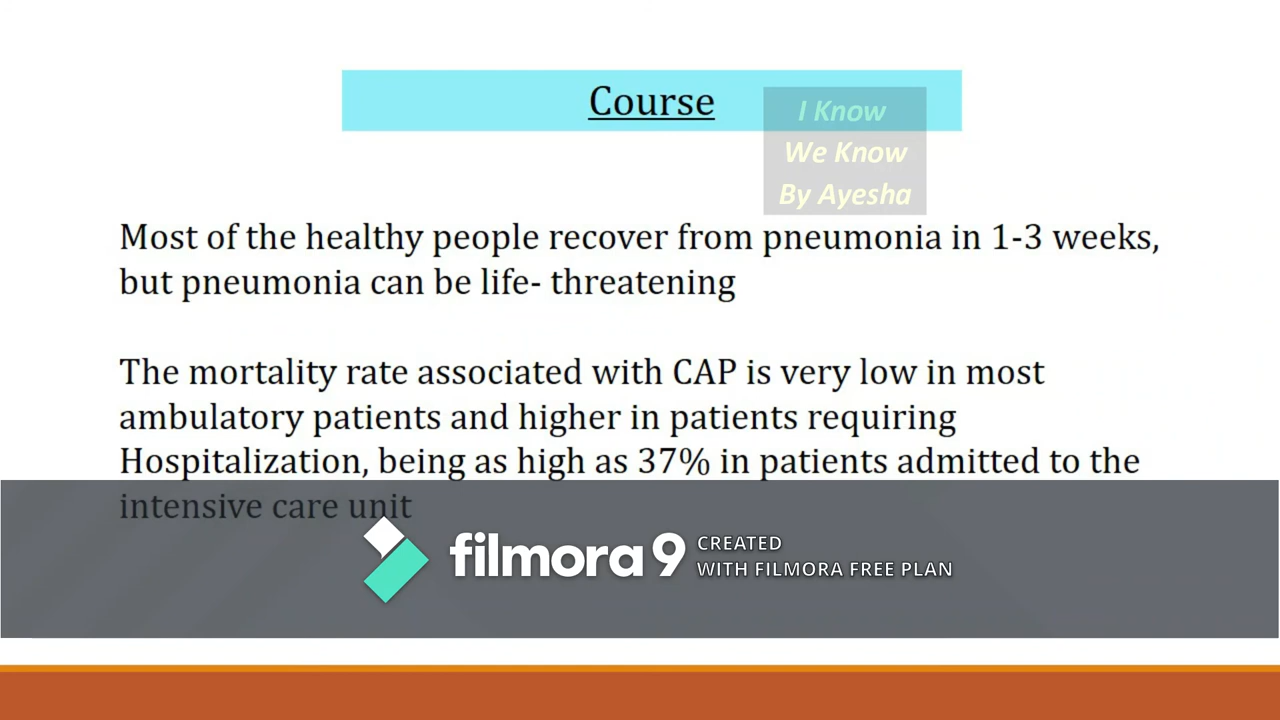 Course
I Know
We Know
By Ayesha
Most of the healthy people recover from pneumonia in 1-3 weeks,
but pneumonia can be life- threatening
The mortality rate associated with CAP is very low in most
ambulatory patients and higher in patients requiring
Hospitalization, being as high as 37% in patients admitted to the
intensive care unit
filmora 9
CREATED
WITH FILMORA FREE PLAN